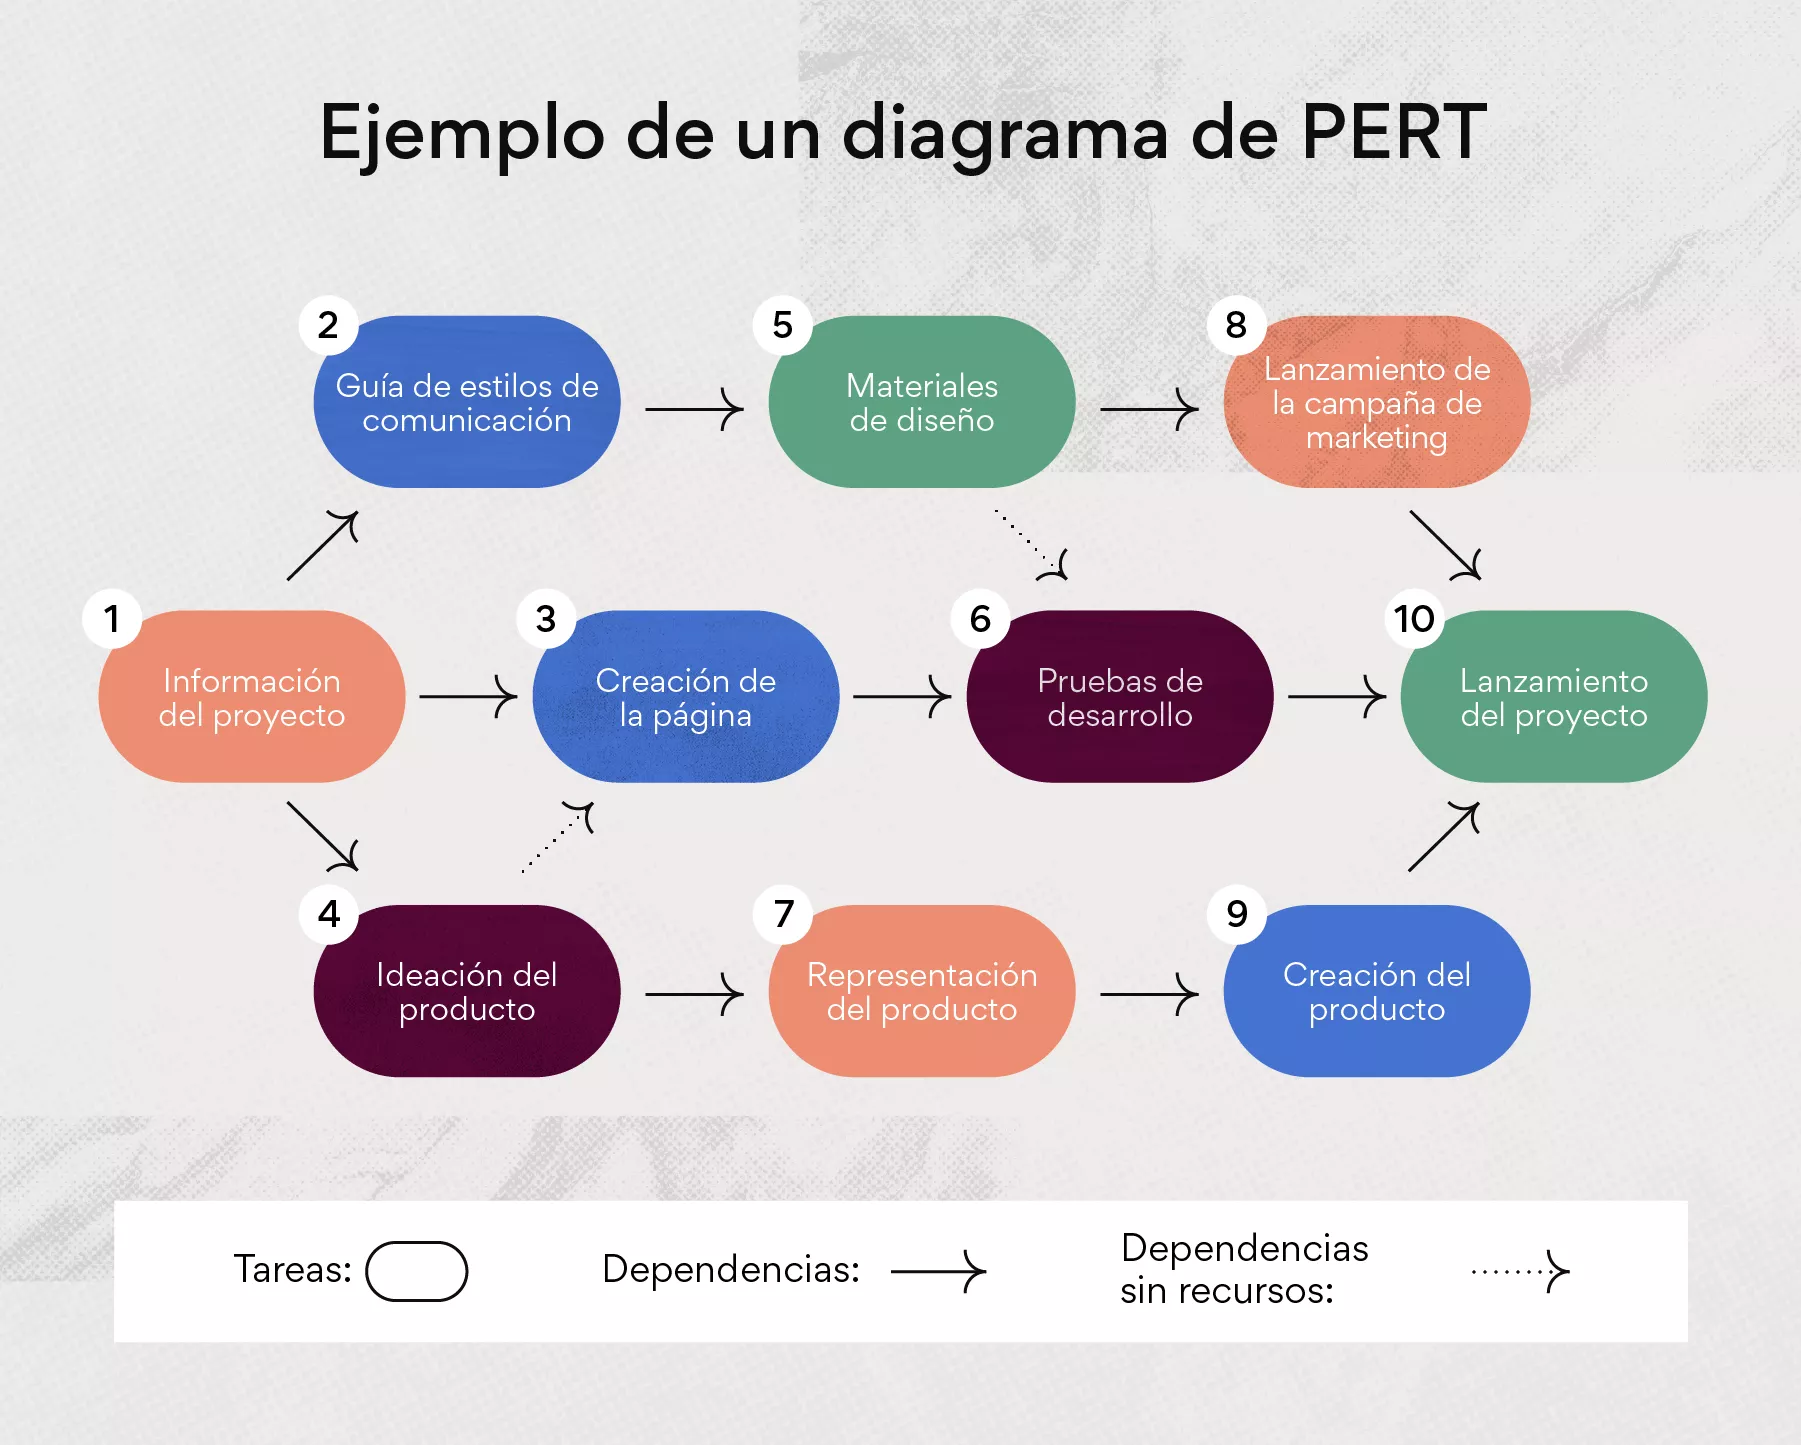 Ejemplo de un diagrama de PERT
2
Guía de estilos de
comunicación
5
Materiales
de diseño
8
Lanzamiento de
la campaña de
marketing
1
Información
del proyecto
3
Creación de
la página
6
Pruebas de
desarrollo
10
Lanzamiento
del proyecto
4
Ideación del
producto
7
Representación
del producto
9
Creación del
producto
Tareas:
Dependencias:
Dependencias
sin recursos: